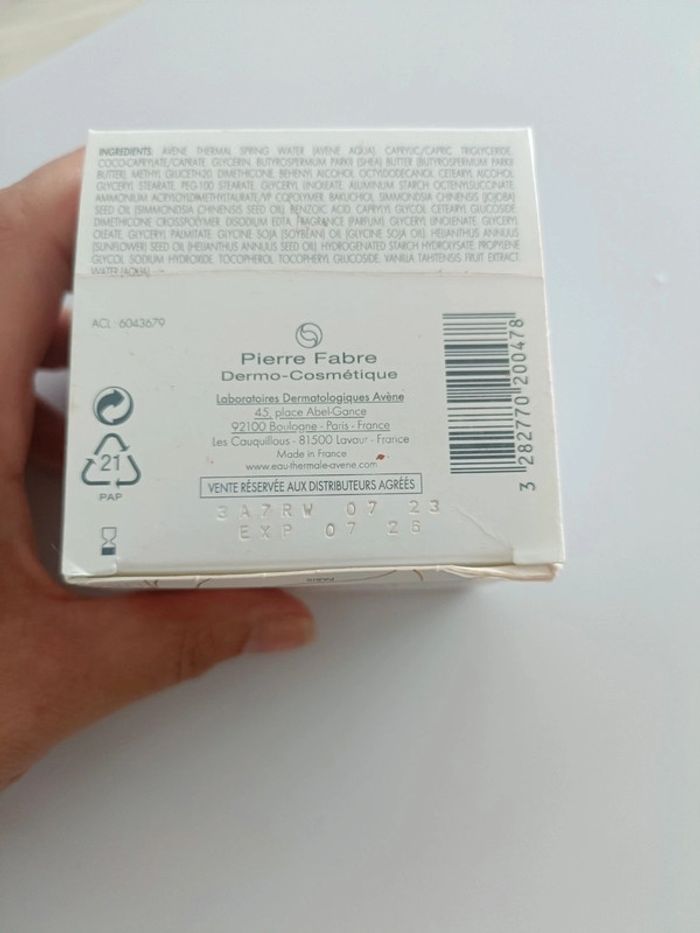 INGREDIENTS: AVENE THERMAL SPRING WATER (AVENE AQUA). CAPRYLIC/CAPRIC TRIGLYCERIDE.
COCO-CAPRYLATE/CAPRATE. GLYCERIN. BUTYROSPERMUM PARKII (SHEA) BUTTER (BUTYROSPERMUM PARKII
BUTTER). METHYL GLUCETH-20. DIMETHICONE. BEHENYL ALCOHOL. OCTYLDODECANOL. CETEARYL ALCOHOL.
GLYCERYL STEARATE. PEG-100 STEARATE. GLYCERYL LINOLEATE. ALUMINUM STARCH OCTENYLSUCCINATE.
AMMONIUM ACRYLOYLDIMETHYLTAURATE/VP COPOLYMER. BAKUCHIOL. SIMMONDSIA CHINENSIS (JOJOBA)
SEED OIL (SIMMONDSIA CHINENSIS SEED OIL). BENZOIC ACID. CAPRYLYL GLYCOL. CETEARYL GLUCOSIDE.
DIMETHICONE CROSSPOLYMER. DISODIUM EDTA. FRAGRANCE (PARFUM). GLYCERYL LINOLENATE. GLYCERYL
OLEATE. GLYCERYL PALMITATE. GLYCINE SOJA (SOYBEAN) OIL (GLYCINE SOJA OIL). HELIANTHUS ANNUUS
(SUNFLOWER) SEED OIL (HELIANTHUS ANNUUS SEED OIL). HYDROGENATED STARCH HYDROLYSATE. PROPYLENE
GLYCOL. SODIUM HYDROXIDE. TOCOPHEROL. TOCOPHERYL GLUCOSIDE. VANILLA TAHITENSIS FRUIT EXTRACT.
WATER (AQUA).
ACL : 6043679
Pierre Fabre
Dermo-Cosmétique
Laboratoires Dermatologiques Avène
45, place Abel-Gance
92100 Boulogne - Paris - France
Les Cauquillous - 81500 Lavaur - France
Made in France
www.eau-thermale-avene.com
VENTE RÉSERVÉE AUX DISTRIBUTEURS AGRÉÉS
3A7RW 07 23
EXP 07 26
21
PAP
3 282770 200478
PARIS